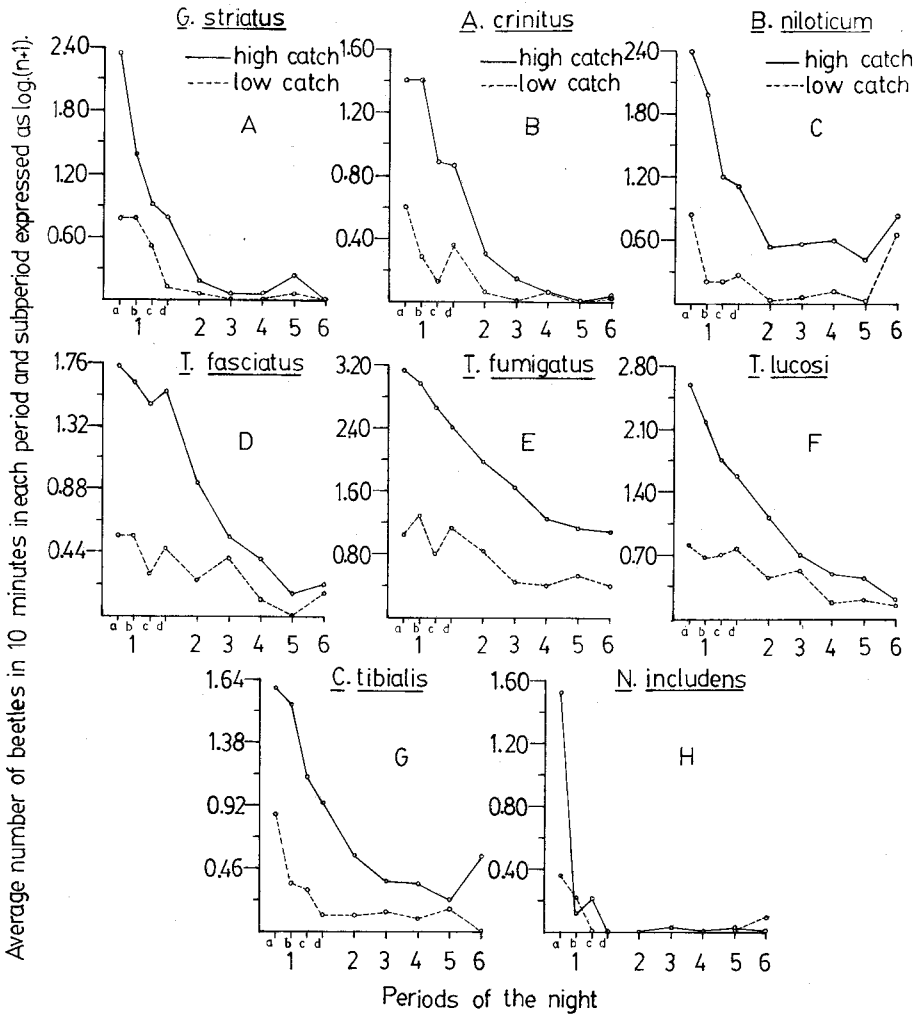 Average number of beetles in 10 minutes in each period and subperiod expressed as log.(n+1).
G. striatus
2.40
1.80
1.20
0.60
high catch
low catch
A
a b c d
1 2 3 4 5 6
A. crinitus
1.60
1.20
0.80
0.40
high catch
low catch
B
a b c d
1 2 3 4 5 6
B. niloticum
2.40
1.80
1.20
0.60
high catch
low catch
C
a b c d
1 2 3 4 5 6
T. fasciatus
1.76
1.32
0.88
0.44
D
a b c d
1 2 3 4 5 6
T. fumigatus
3.20
2.40
1.60
0.80
E
a b c d
1 2 3 4 5 6
T. lucosi
2.80
2.10
1.40
0.70
F
a b c d
1 2 3 4 5 6
C. tibialis
1.64
1.38
0.92
0.46
G
a b c d
1 2 3 4 5 6
N. includens
1.60
1.20
0.80
0.40
H
a b c d
1 2 3 4 5 6
Periods of the night